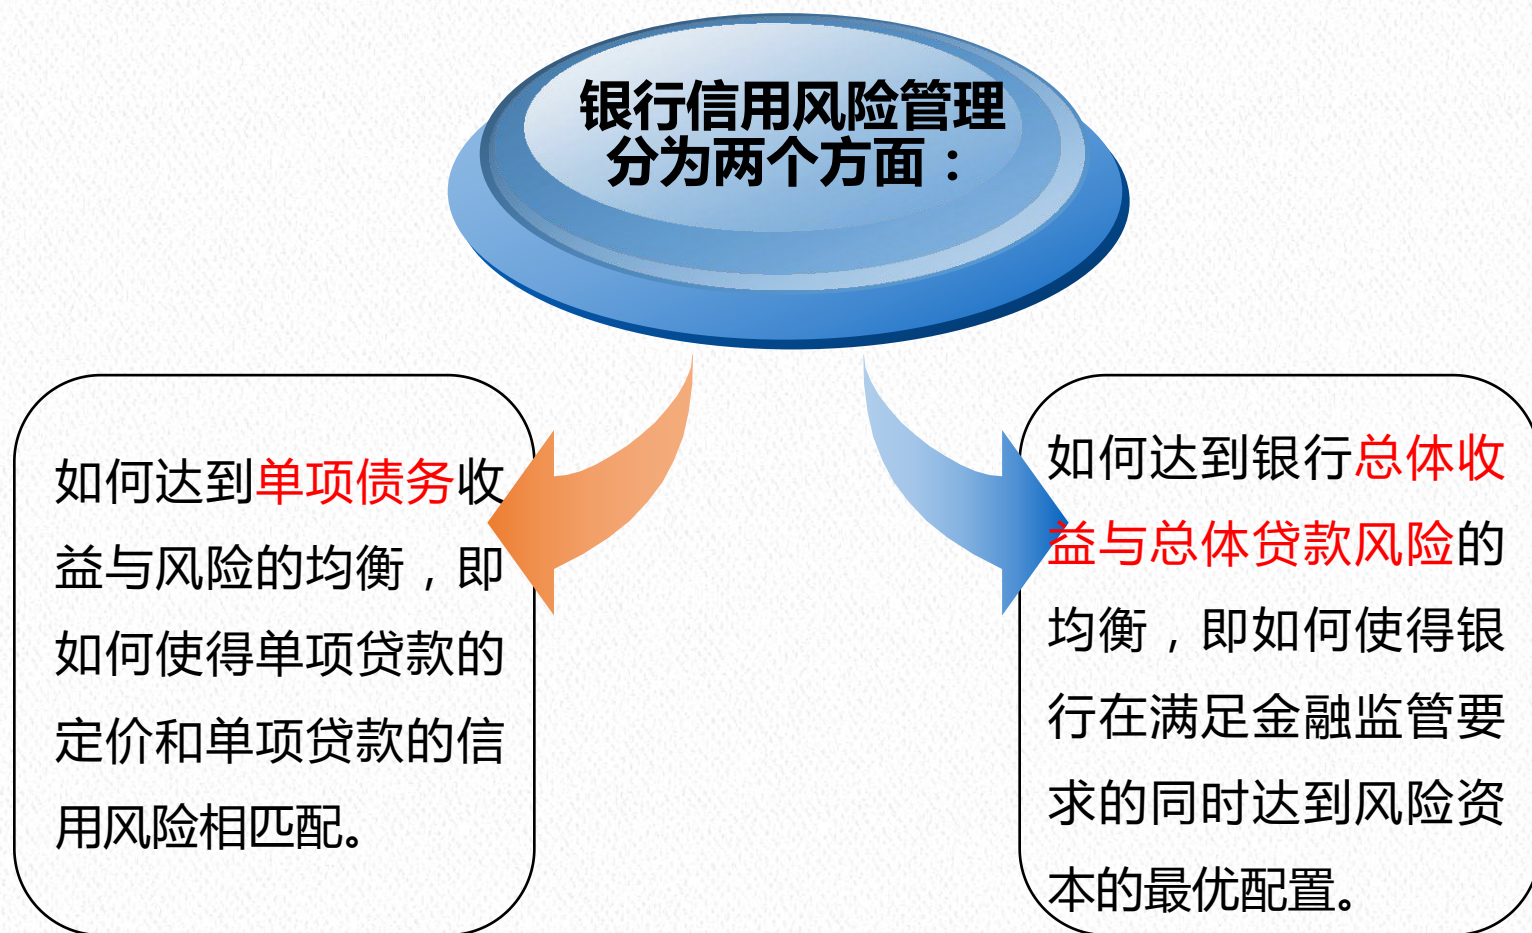 银行信用风险管理
分为两个方面：
如何达到单项债务收
益与风险的均衡，即
如何使得单项贷款的
定价和单项贷款的信
用风险相匹配。
如何达到银行总体收
益与总体贷款风险的
均衡，即如何使得银
行在满足金融监管要
求的同时达到风险资
本的最优配置。